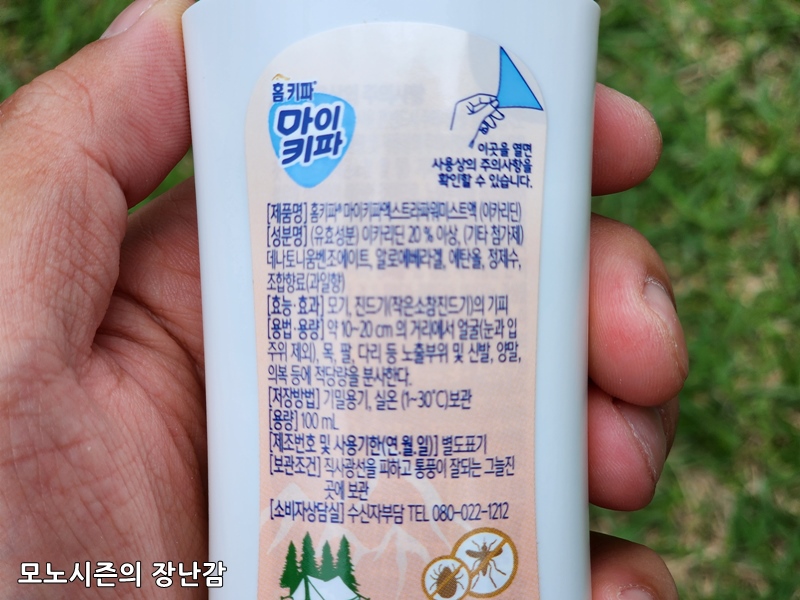 홈키파®
마이
키파
이곳을 열면
사용상의 주의사항을
확인할 수 있습니다.
[제품명] 홈키파® 마이키파엑스트라파워미스트액 (이카리딘)
[성분명] (유효성분) 이카리딘 20 % 이상, (기타 첨가제)
데나토니움벤조에이트, 알로에베라겔, 에탄올, 정제수,
조합향료(과일향)
[효능·효과] 모기, 진드기(작은소참진드기)의 기피
[용법·용량] 약 10~20 cm 의 거리에서 얼굴(눈과 입
주위 제외), 목, 팔, 다리 등 노출부위 및 신발, 양말,
의복 등에 적당량을 분사한다.
[저장방법] 기밀용기, 실온 (1~30℃)보관
[용량] 100 mL
[제조번호 및 사용기한(연.월.일)] 별도표기
[보관조건] 직사광선을 피하고 통풍이 잘되는 그늘진
곳에 보관
[소비자상담실] 수신자부담 TEL 080-022-1212
모노시즌의 장난감